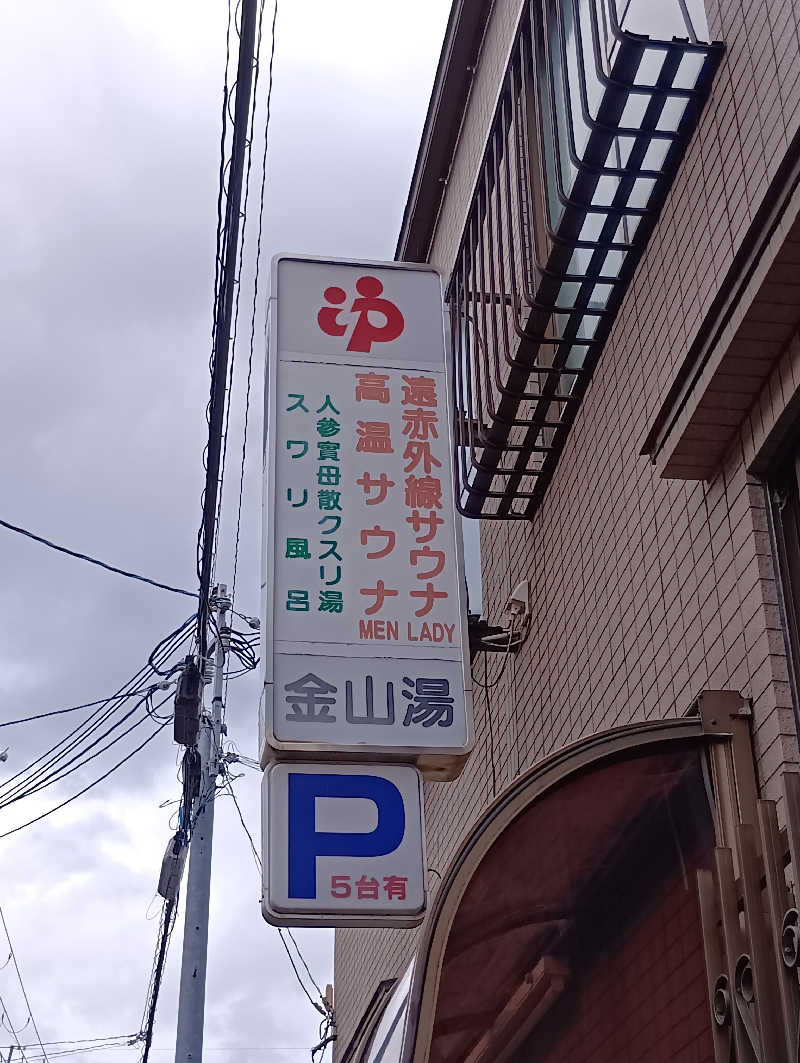 ゆ
遠赤外線サウナ
高温サウナ
MEN LADY
人参實母散クスリ湯
スワリ風呂
金山湯
P
5台有